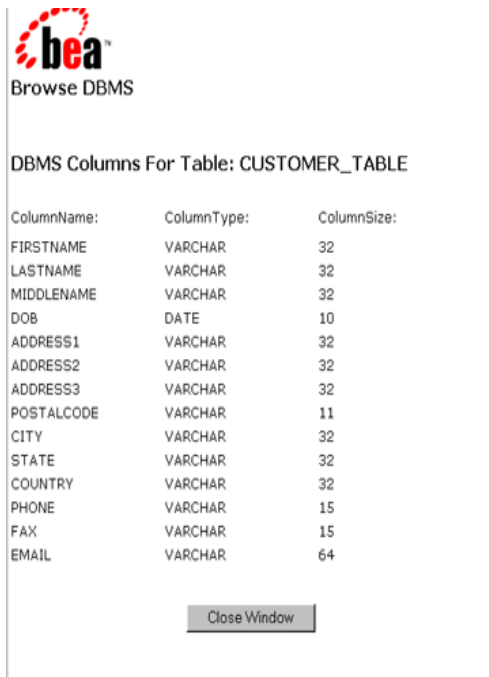 bea™
Browse DBMS
DBMS Columns For Table: CUSTOMER_TABLE
ColumnName: ColumnType: ColumnSize:
FIRSTNAME VARCHAR 32
LASTNAME VARCHAR 32
MIDDLENAME VARCHAR 32
DOB DATE 10
ADDRESS1 VARCHAR 32
ADDRESS2 VARCHAR 32
ADDRESS3 VARCHAR 32
POSTALCODE VARCHAR 11
CITY VARCHAR 32
STATE VARCHAR 32
COUNTRY VARCHAR 32
PHONE VARCHAR 15
FAX VARCHAR 15
EMAIL VARCHAR 64
Close Window